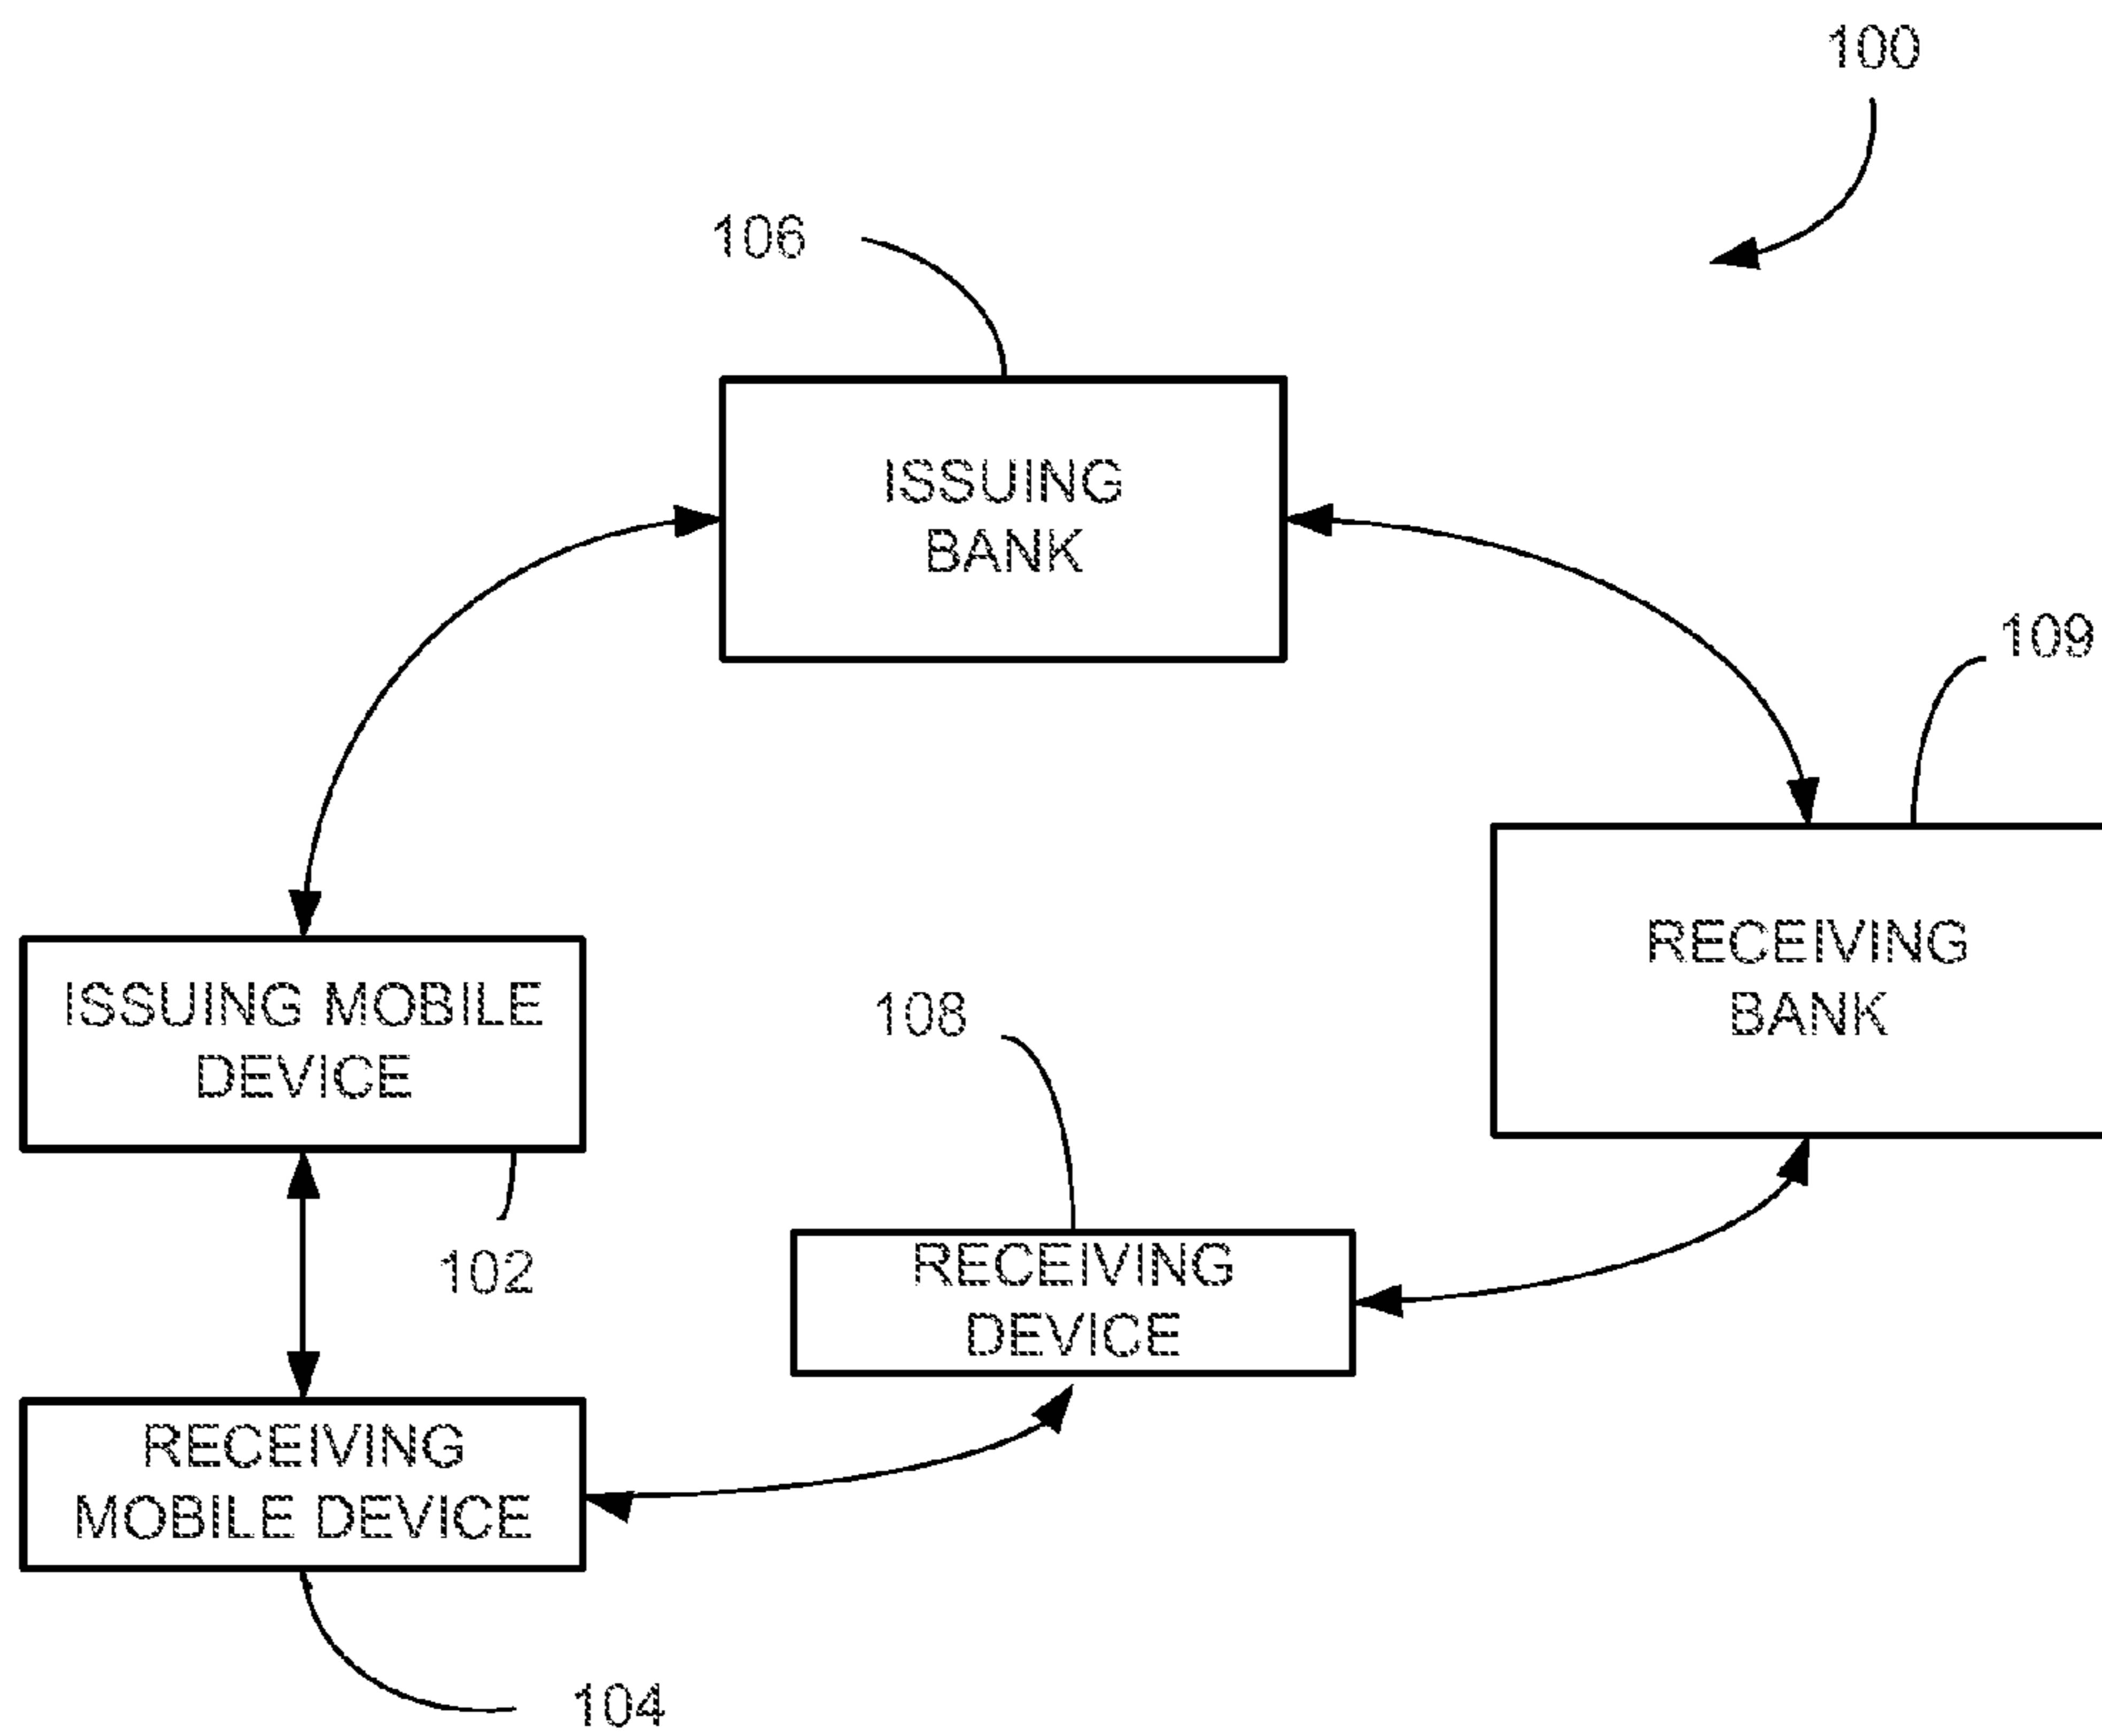 100
106
ISSUING
BANK
109
RECEIVING
BANK
ISSUING MOBILE
DEVICE
108
102
RECEIVING
DEVICE
RECEIVING
MOBILE DEVICE
104